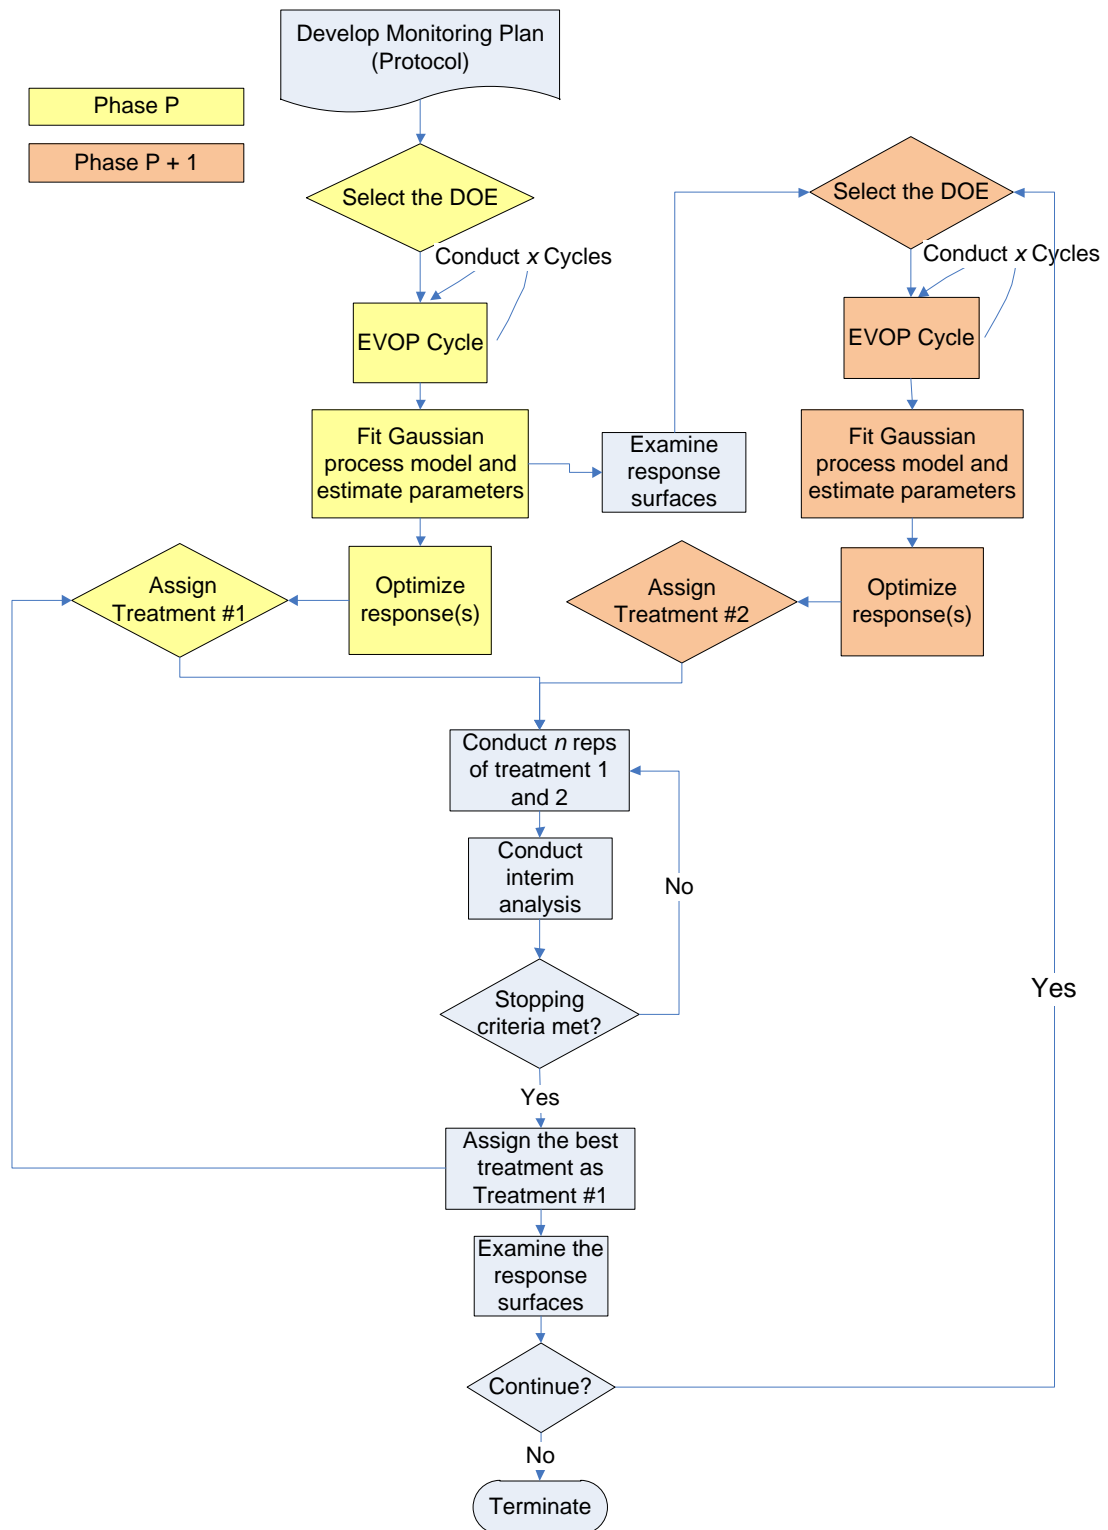 Develop Monitoring Plan
(Protocol)
Phase P
Phase P + 1
Select the DOE
Conduct x Cycles
EVOP Cycle
Fit Gaussian
process model and
estimate parameters
Examine
response
surfaces
Optimize
response(s)
Assign
Treatment #1
Select the DOE
Conduct x Cycles
EVOP Cycle
Fit Gaussian
process model and
estimate parameters
Optimize
response(s)
Assign
Treatment #2
Conduct n reps
of treatment 1
and 2
Conduct
interim
analysis
No
Stopping
criteria met?
Yes
Yes
Assign the best
treatment as
Treatment #1
Examine the
response
surfaces
Continue?
No
Terminate